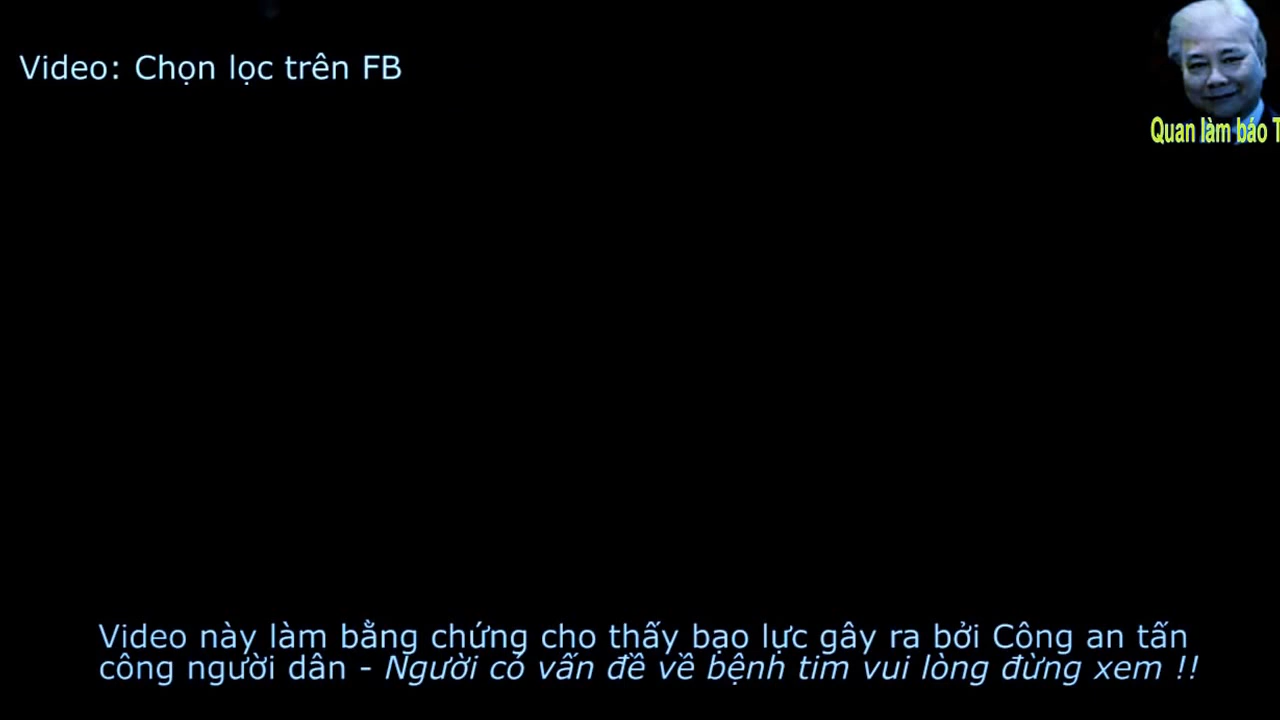 Video: Chọn lọc trên FB
Quan làm báo T
Video này làm bằng chứng cho thấy bạo lực gây ra bởi Công an tấn
công người dân - Người có vấn đề về bệnh tim vui lòng đừng xem !!